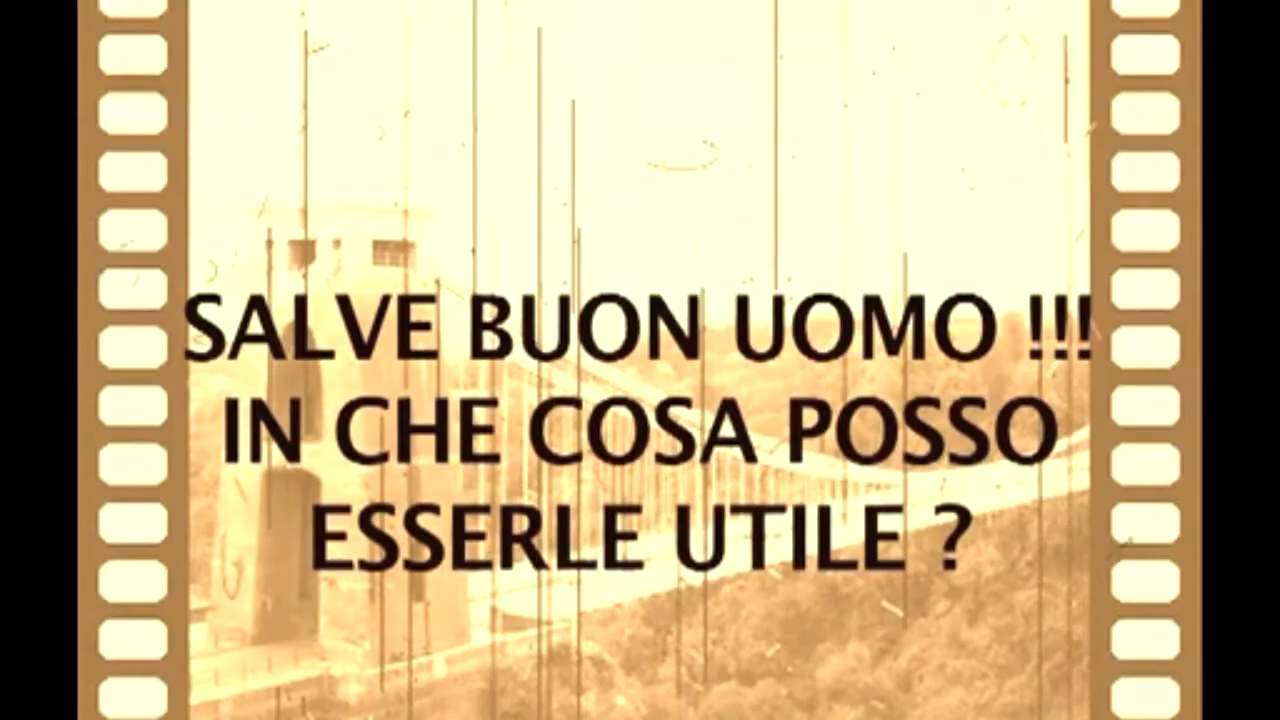 SALVE BUON UOMO !!!
IN CHE COSA POSSO
ESSERLE UTILE ?